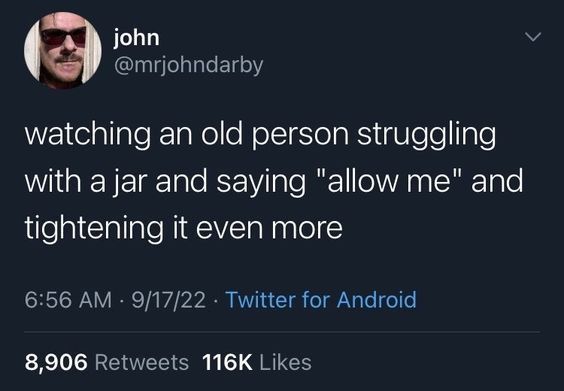 john
@mrjohndarby
watching an old person struggling
with a jar and saying "allow me" and
tightening it even more
6:56 AM · 9/17/22 · Twitter for Android
8,906 Retweets 116K Likes